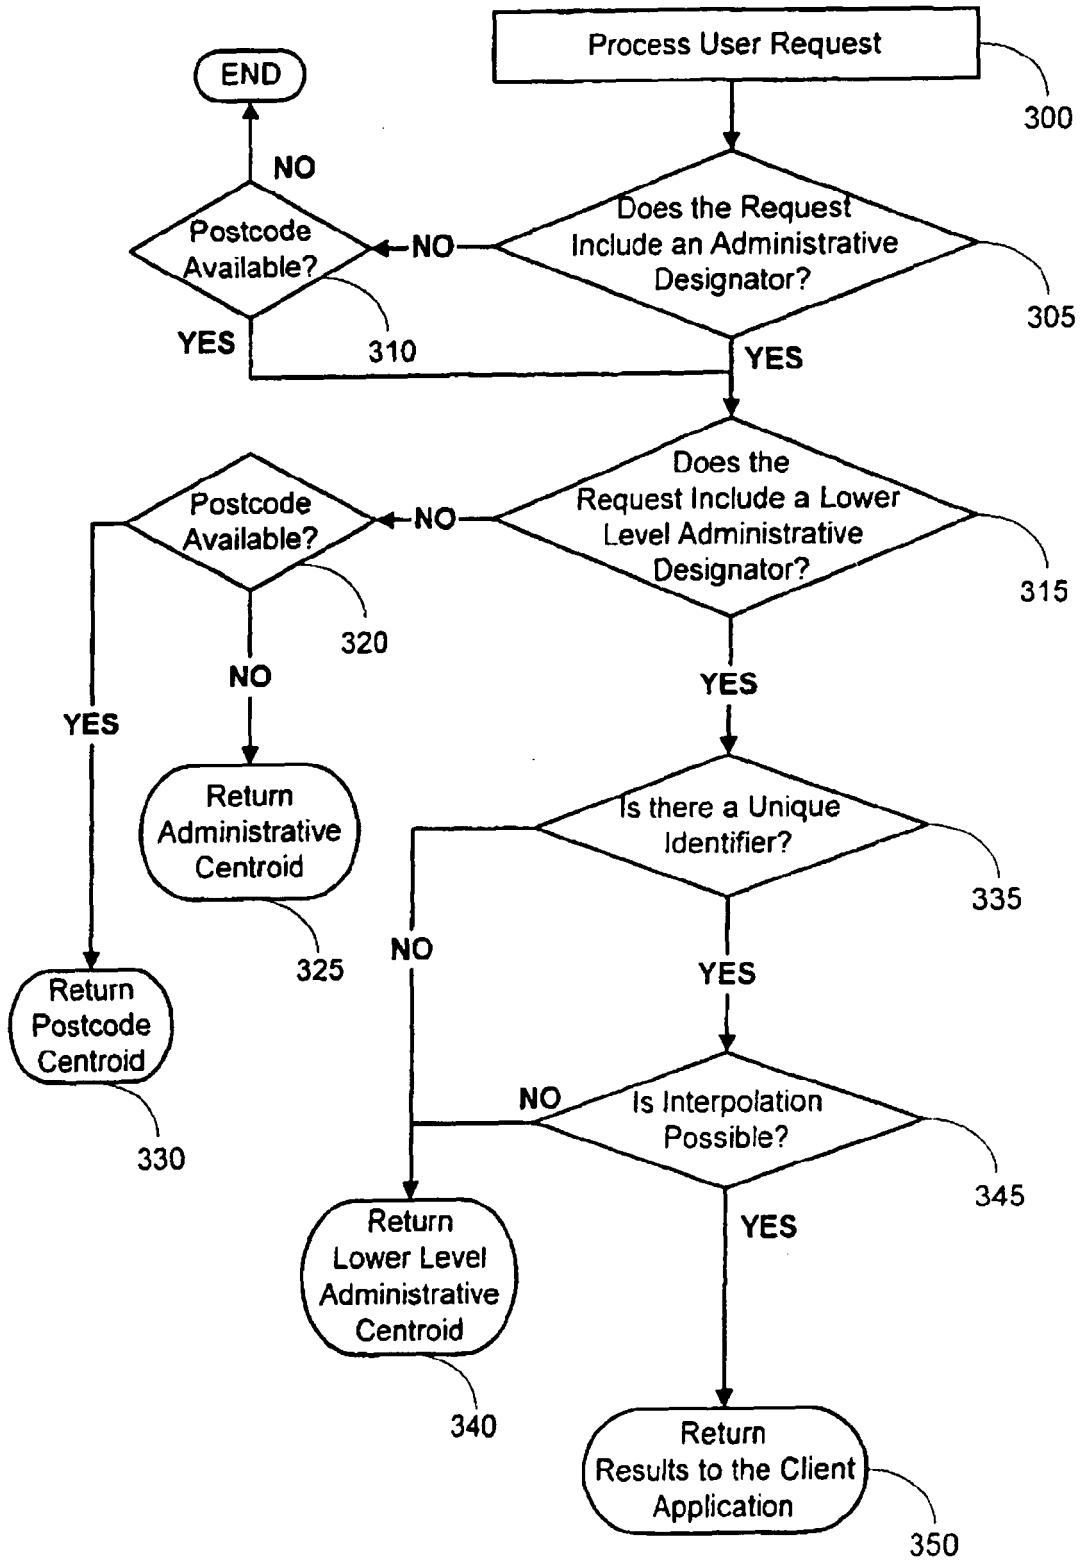 Process User Request
300
END
NO
Postcode
Available?
NO
Does the Request
Include an Administrative
Designator?
305
YES
310
YES
Postcode
Available?
NO
Does the
Request Include a Lower
Level Administrative
Designator?
315
320
NO
YES
YES
Return
Administrative
Centroid
325
Is there a Unique
Identifier?
335
NO
YES
Return
Postcode
Centroid
330
NO
Is Interpolation
Possible?
345
YES
Return
Lower Level
Administrative
Centroid
340
Return
Results to the Client
Application
350